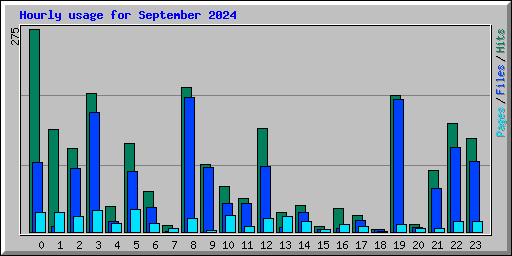 Hourly usage for September 2024
275
Pages / Files / Hits
0 1 2 3 4 5 6 7 8 9 10 11 12 13 14 15 16 17 18 19 20 21 22 23